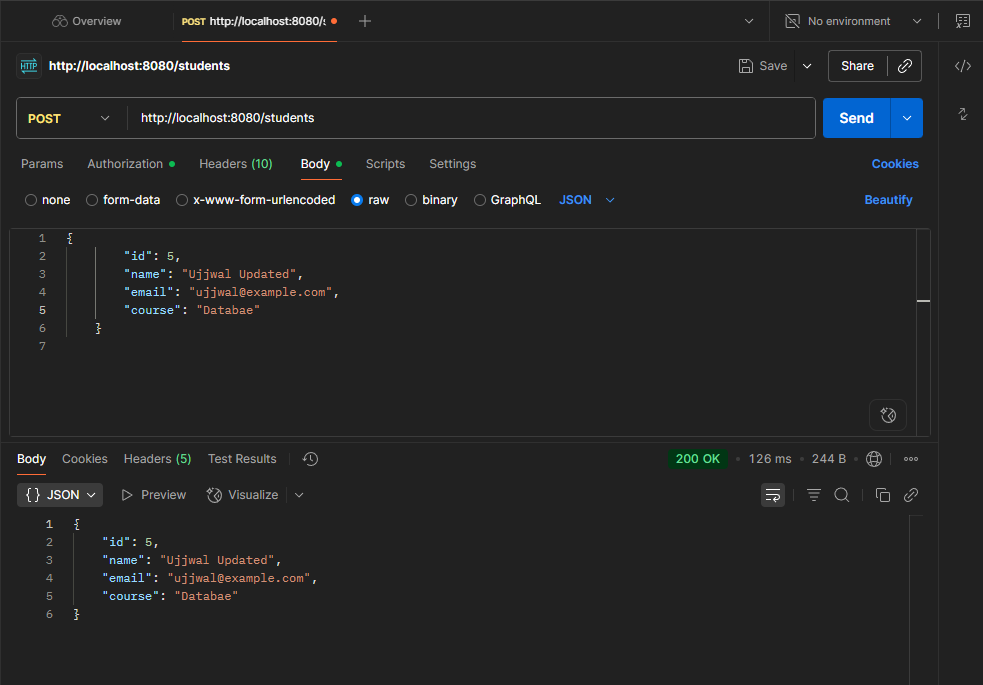 Overview
POST http://localhost:8080/s
No environment
HTTP http://localhost:8080/students
Save
Share
POST
http://localhost:8080/students
Send
Params Authorization Headers (10) Body Scripts Settings Cookies
none form-data x-www-form-urlencoded raw binary GraphQL JSON Beautify
1 {
2 "id": 5,
3 "name": "Ujjwal Updated",
4 "email": "ujjwal@example.com",
5 "course": "Databae"
6 }
7
Body Cookies Headers (5) Test Results 200 OK 126 ms 244 B
{} JSON Preview Visualize
1 {
2 "id": 5,
3 "name": "Ujjwal Updated",
4 "email": "ujjwal@example.com",
5 "course": "Databae"
6 }